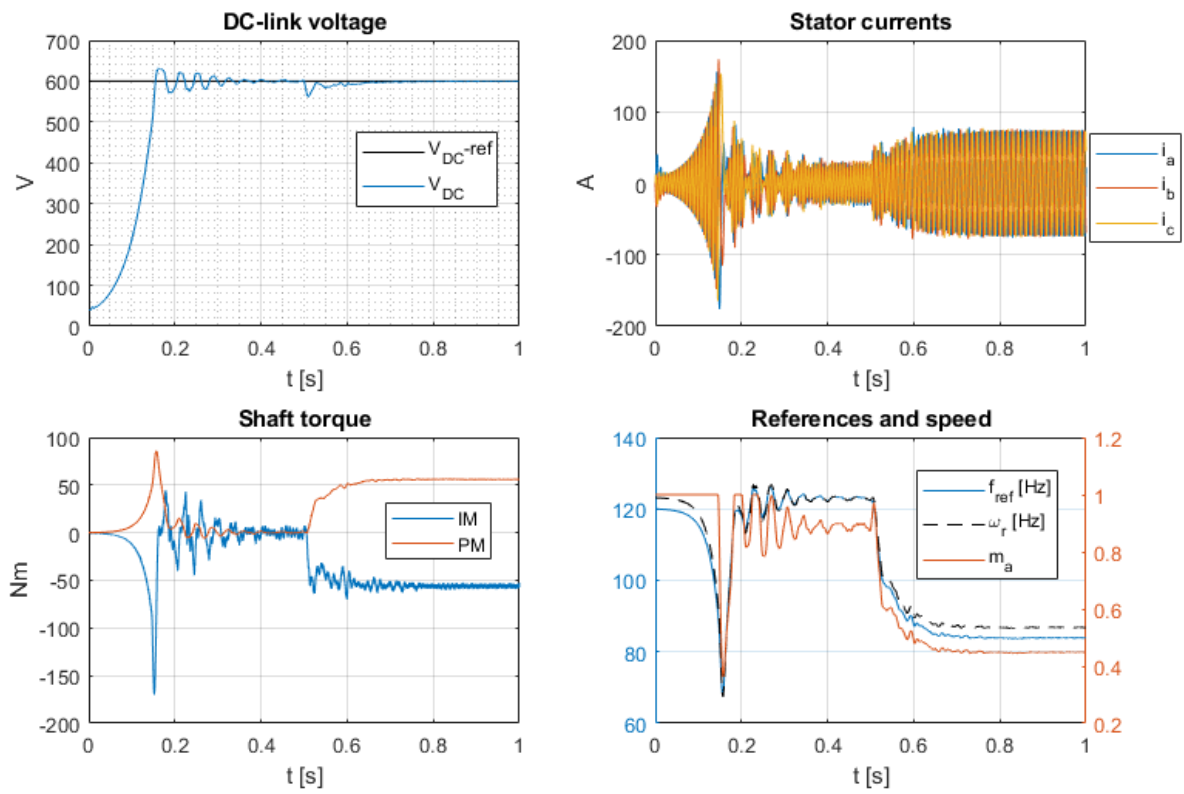 DC-link voltage
700
600
500
400
300
200
100
0
V
V_DC-ref
V_DC
0 0.2 0.4 0.6 0.8 1
t [s]
Stator currents
200
100
0
-100
-200
A
i_a
i_b
i_c
0 0.2 0.4 0.6 0.8 1
t [s]
Shaft torque
100
50
0
-50
-100
-150
-200
Nm
IM
PM
0 0.2 0.4 0.6 0.8 1
t [s]
References and speed
140
120
100
80
60
f_ref [Hz]
ω_r [Hz]
m_a
1.2
1
0.8
0.6
0.4
0.2
0 0.2 0.4 0.6 0.8 1
t [s]